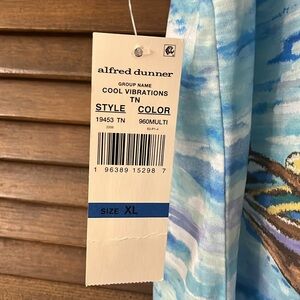 alfred dunner
GROUP NAME
COOL VIBRATIONS
TN
STYLE COLOR
19453 TN 960MULTI
1 96389 15298 7
SIZE XL